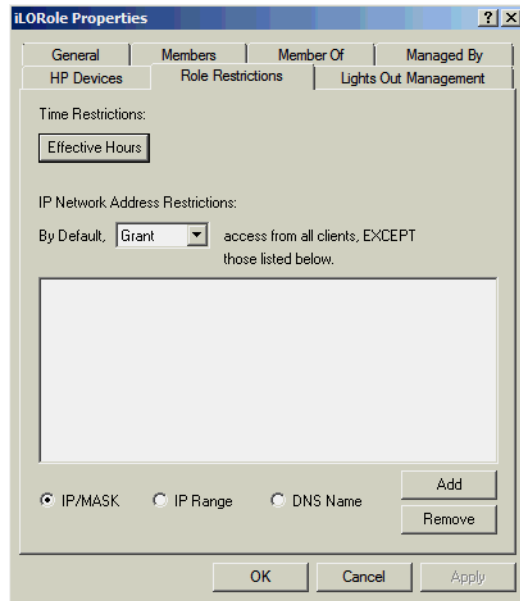 iLORole Properties
General Members Member Of Managed By
HP Devices Role Restrictions Lights Out Management
Time Restrictions:
Effective Hours
IP Network Address Restrictions:
By Default, Grant access from all clients, EXCEPT
those listed below.
IP/MASK IP Range DNS Name
Add
Remove
OK Cancel Apply